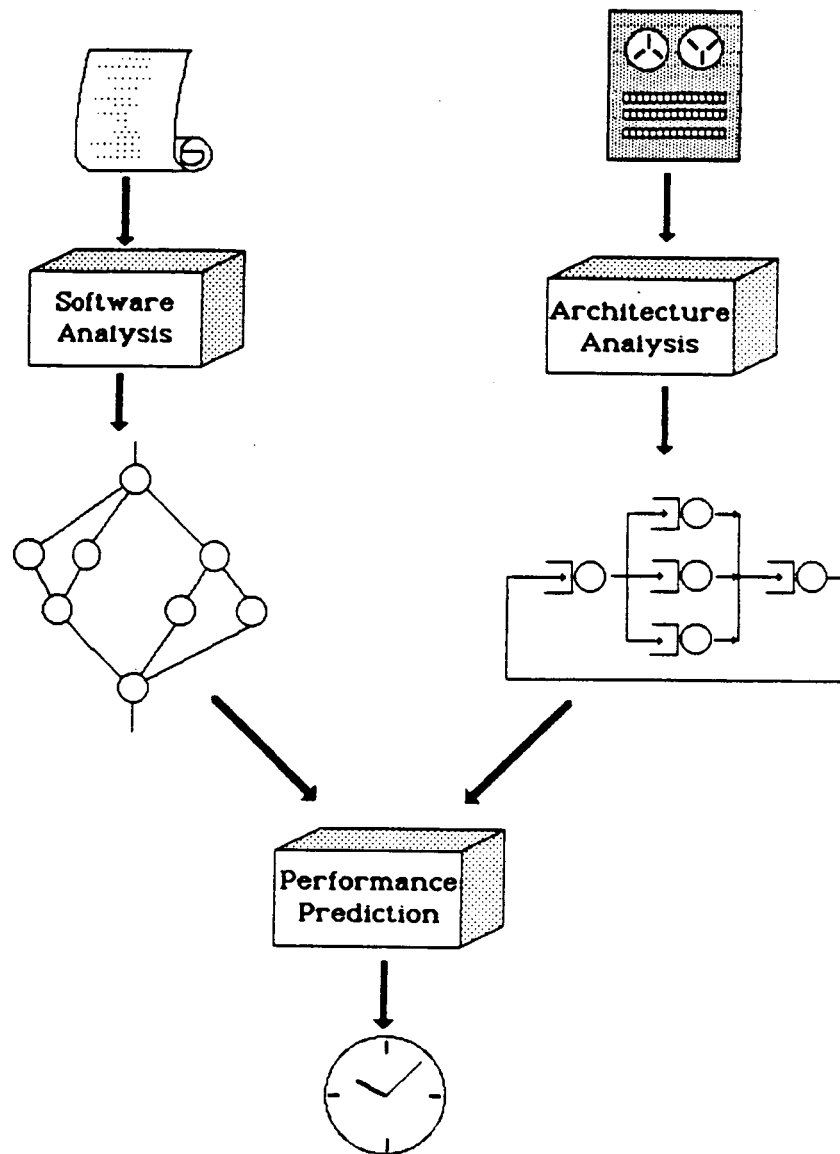 Software
Analysis
Architecture
Analysis
Performance
Prediction